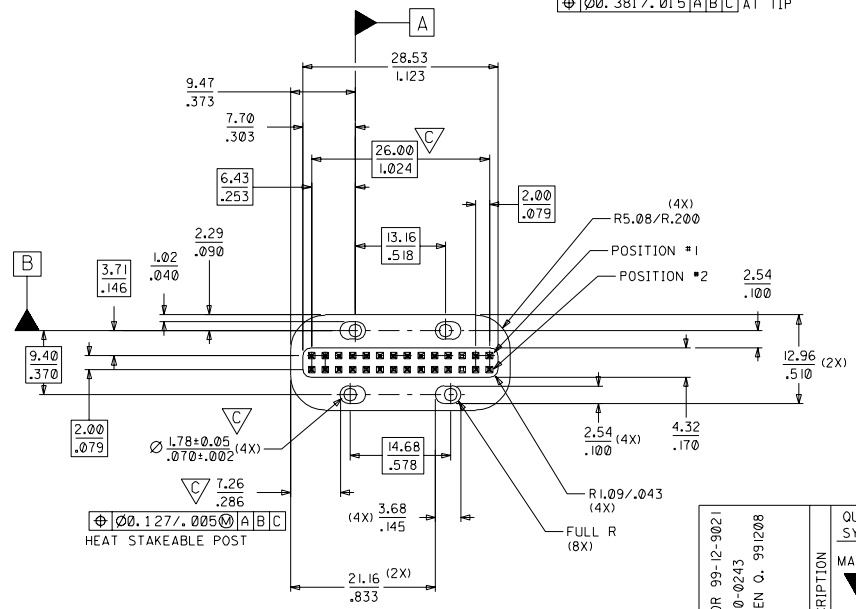 ⌖ Ø0.381/.015 A B C AT TIP
A
28.53
1.123
9.47
.373
7.70
.303
C
26.00
1.024
6.43
.253
2.00
.079
(4X)
R5.08/R.200
13.16
.518
2.29
.090
POSITION #1
B
1.02
.040
POSITION #2
3.71
.146
2.54
.100
9.40
.370
12.96
.510 (2X)
C
2.00
.079
Ø 1.78±0.05
.070±.002 (4X)
14.68
.578
2.54
.100 (4X)
4.32
.170
C
7.26
.286
R1.09/.043
(4X)
⌖ Ø0.127/.005Ⓜ A B C
HEAT STAKEABLE POST
(4X) 3.68
.145
FULL R
(8X)
21.16 (2X)
.833
OR 99-12-9021
0-0243
EN Q. 991208
RIPTION
QU
SY
MA